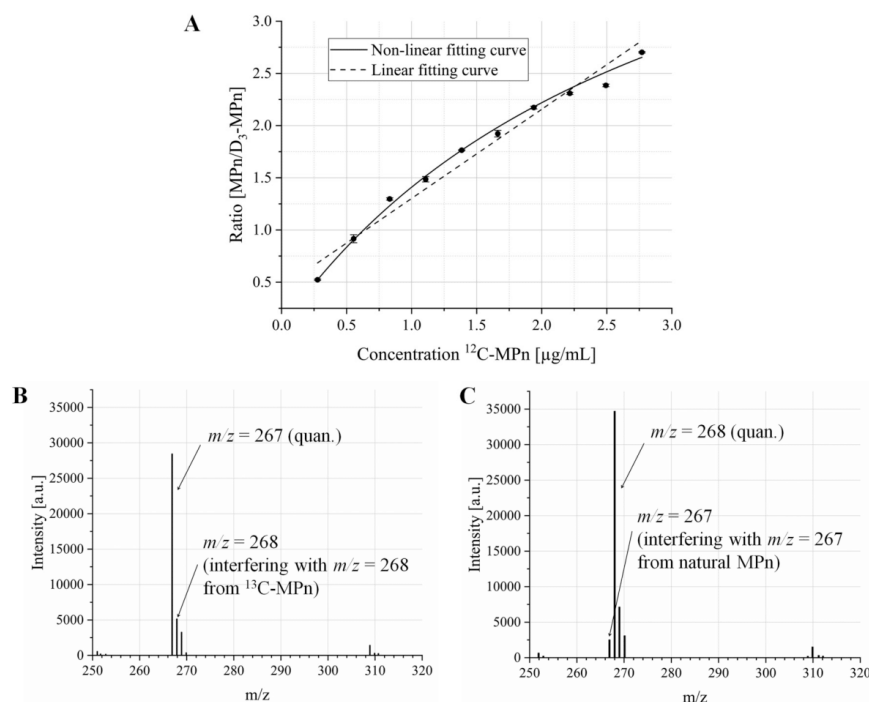 A
Non-linear fitting curve
Linear fitting curve
Ratio [MPn/D₃-MPn]
3.0
2.5
2.0
1.5
1.0
0.5
0.0 0.5 1.0 1.5 2.0 2.5 3.0
Concentration ¹²C-MPn [µg/mL]
B
Intensity [a.u.]
35000
30000
25000
20000
15000
10000
5000
0
m/z = 267 (quan.)
m/z = 268
(interfering with m/z = 268
from ¹³C-MPn)
250 260 270 280 290 300 310 320
m/z
C
Intensity [a.u.]
35000
30000
25000
20000
15000
10000
5000
0
m/z = 268 (quan.)
m/z = 267
(interfering with m/z = 267
from natural MPn)
250 260 270 280 290 300 310 320
m/z